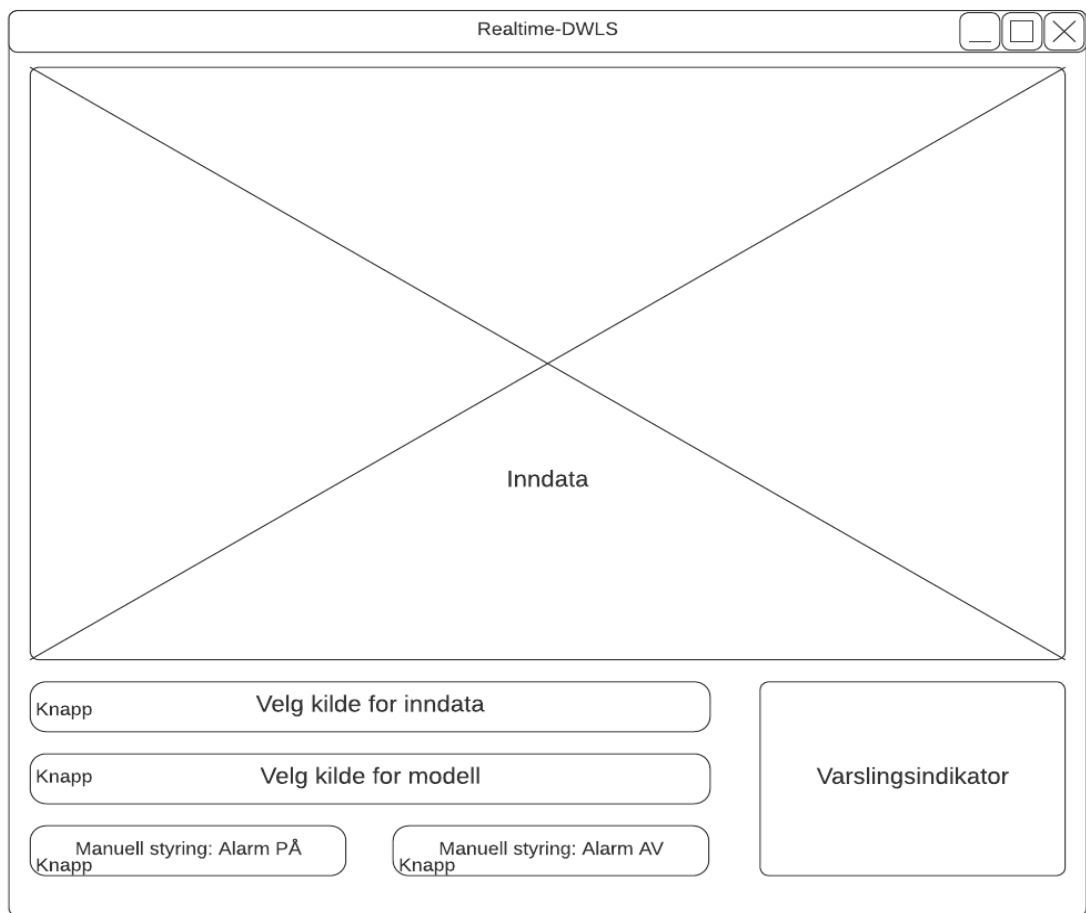 Realtime-DWLS
Inndata
Velg kilde for inndata
Knapp
Velg kilde for modell
Knapp
Varslingsindikator
Manuell styring: Alarm PÅ
Knapp
Manuell styring: Alarm AV
Knapp